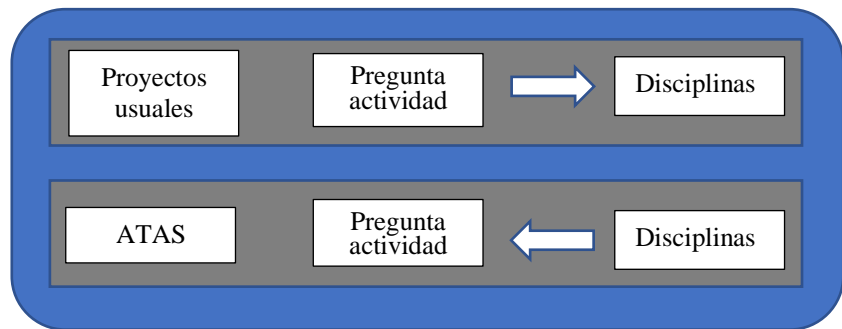 Proyectos
usuales
Pregunta
actividad
Disciplinas
ATAS
Pregunta
actividad
Disciplinas